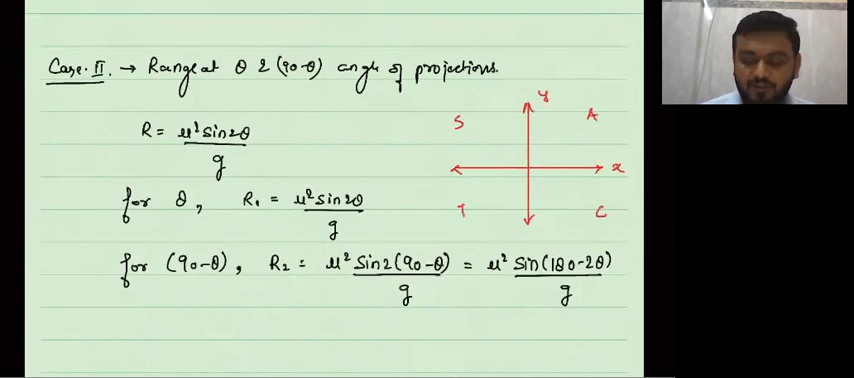 Case. II. → Range at θ & (90-θ) angle of projections.
R = u² sin2θ / g
for θ, R₁ = u² sin2θ / g
for (90-θ), R₂ = u² Sin2(90-θ) / g = u² Sin(180-2θ) / g
y
S A
x
T C